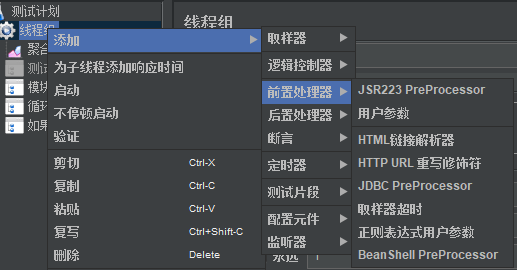 测试计划
线程组
聚合
测试
模块
循环
如果
线程组
添加
为子线程添加响应时间
启动
不停顿启动
验证
剪切 Ctrl-X
复制 Ctrl-C
粘贴 Ctrl-V
复写 Ctrl+Shift-C
删除 Delete
取样器
逻辑控制器
前置处理器
后置处理器
断言
定时器
测试片段
配置元件
监听器
JSR223 PreProcessor
用户参数
HTML链接解析器
HTTP URL 重写修饰符
JDBC PreProcessor
取样器超时
正则表达式用户参数
BeanShell PreProcessor
永远